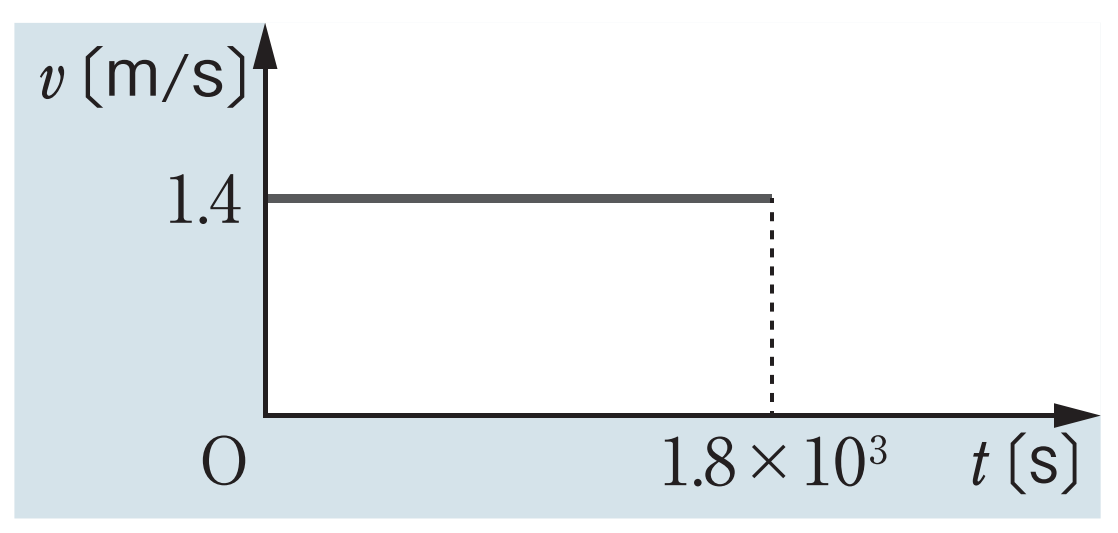 v〔m/s〕
1.4
O
1.8×10³
t〔s〕